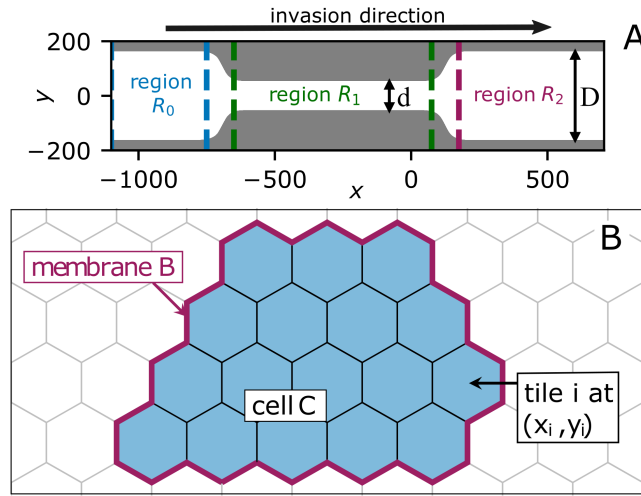 invasion direction
A
200
0
−200
y
region
R₀
region R₁
d
region R₂
D
−1000
−500
0
500
x
B
membrane B
cell C
tile i at
(xᵢ,yᵢ)